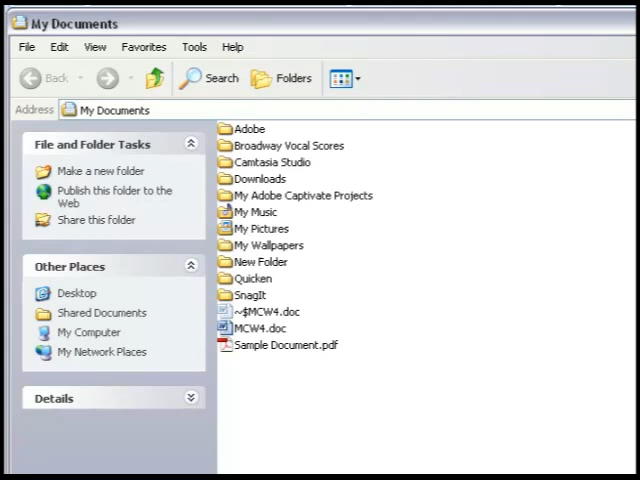 My Documents
File Edit View Favorites Tools Help
Back Search Folders
Address My Documents
File and Folder Tasks
Make a new folder
Publish this folder to the
Web
Share this folder
Other Places
Desktop
Shared Documents
My Computer
My Network Places
Details
Adobe
Broadway Vocal Scores
Camtasia Studio
Downloads
My Adobe Captivate Projects
My Music
My Pictures
My Wallpapers
New Folder
Quicken
SnagIt
~$MCW4.doc
MCW4.doc
Sample Document.pdf